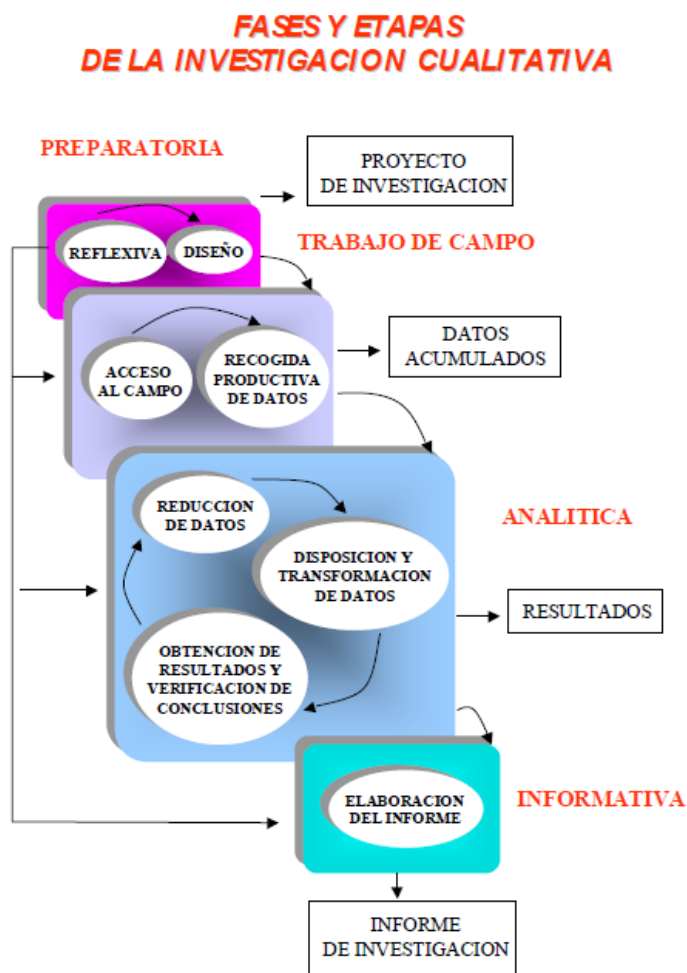 FASES Y ETAPAS
DE LA INVESTIGACION CUALITATIVA
PREPARATORIA
PROYECTO
DE INVESTIGACION
REFLEXIVA
DISEÑO
TRABAJO DE CAMPO
ACCESO
AL CAMPO
RECOGIDA
PRODUCTIVA
DE DATOS
DATOS
ACUMULADOS
REDUCCION
DE DATOS
ANALITICA
DISPOSICION Y
TRANSFORMACION
DE DATOS
RESULTADOS
OBTENCION DE
RESULTADOS Y
VERIFICACION DE
CONCLUSIONES
ELABORACION
DEL INFORME
INFORMATIVA
INFORME
DE INVESTIGACION